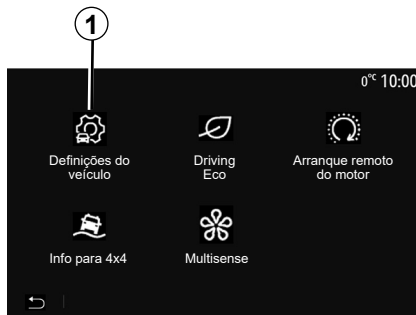 1
0°C 10:00
Definições do
veículo
Driving
Eco
Arranque remoto
do motor
Info para 4x4
Multisense